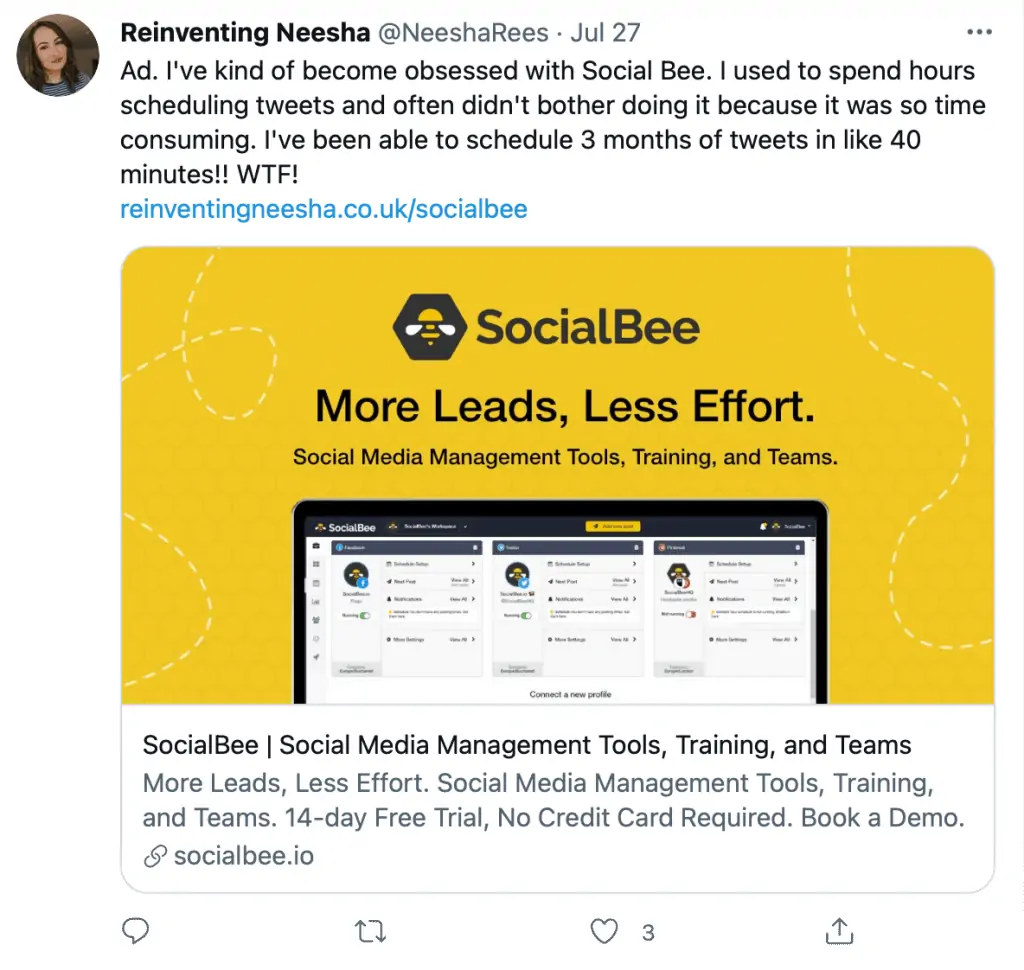 Reinventing Neesha @NeeshaRees · Jul 27
Ad. I've kind of become obsessed with Social Bee. I used to spend hours
scheduling tweets and often didn't bother doing it because it was so time
consuming. I've been able to schedule 3 months of tweets in like 40
minutes!! WTF!
reinventingneesha.co.uk/socialbee
SocialBee
More Leads, Less Effort.
Social Media Management Tools, Training, and Teams.
SocialBee SocialBee's Workspace Add new post SocialBee
Facebook Twitter Pinterest
Schedule Setup Schedule Setup Schedule Setup
Next Post View All Next Post View All Next Post View All
Notifications View All Notifications View All Notifications View All
Running Running Not running
More Settings View All More Settings View All More Settings View All
Connect a new profile
SocialBee | Social Media Management Tools, Training, and Teams
More Leads, Less Effort. Social Media Management Tools, Training,
and Teams. 14-day Free Trial, No Credit Card Required. Book a Demo.
socialbee.io
3